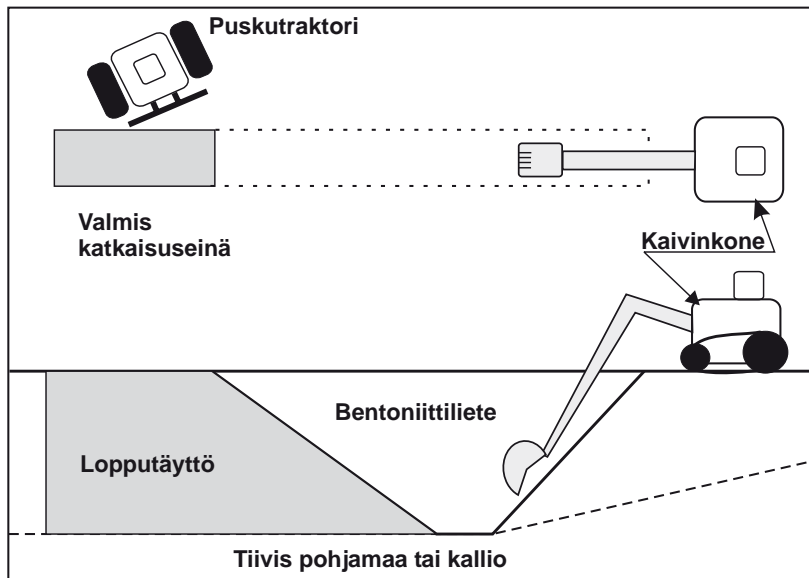 Puskutraktori
Valmis
katkaisuseinä
Kaivinkone
Bentoniittiliete
Lopputäyttö
Tiivis pohjamaa tai kallio